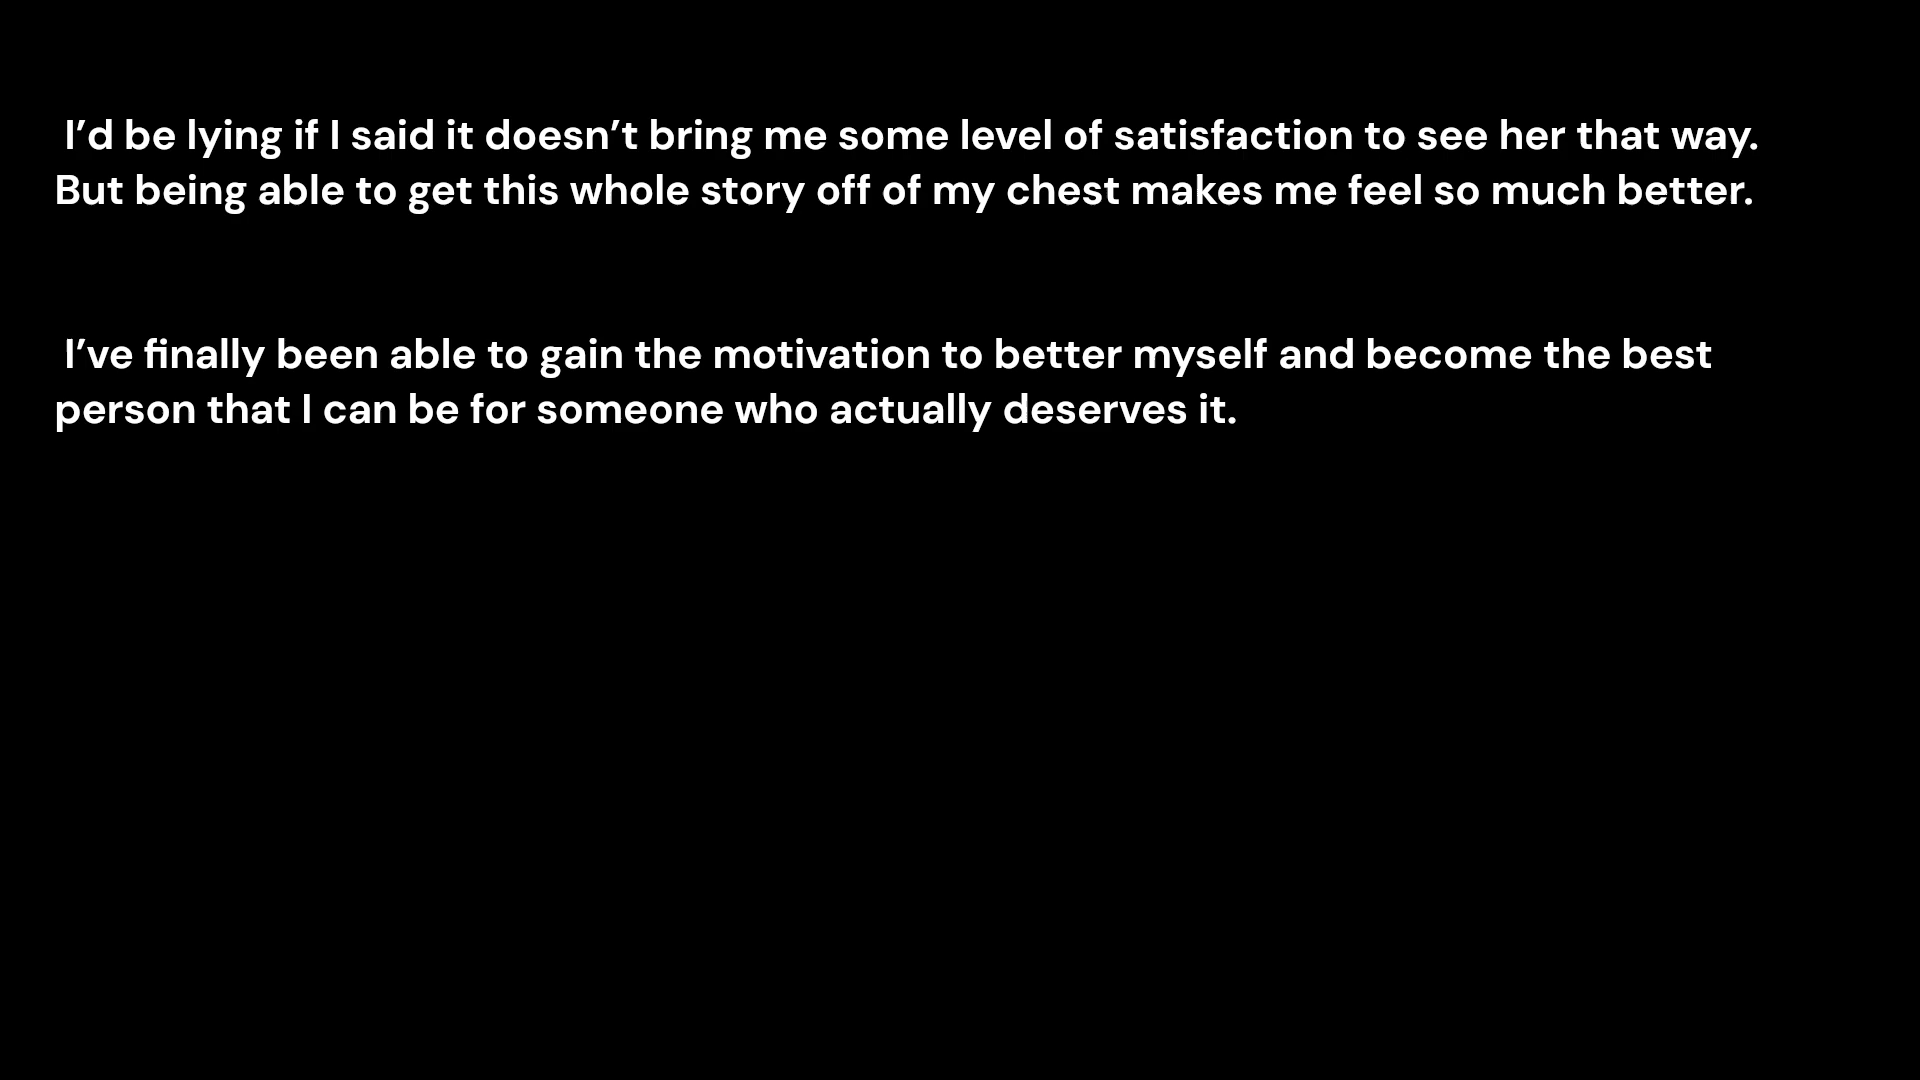 I’d be lying if I said it doesn’t bring me some level of satisfaction to see her that way.
But being able to get this whole story off of my chest makes me feel so much better.
I’ve finally been able to gain the motivation to better myself and become the best
person that I can be for someone who actually deserves it.